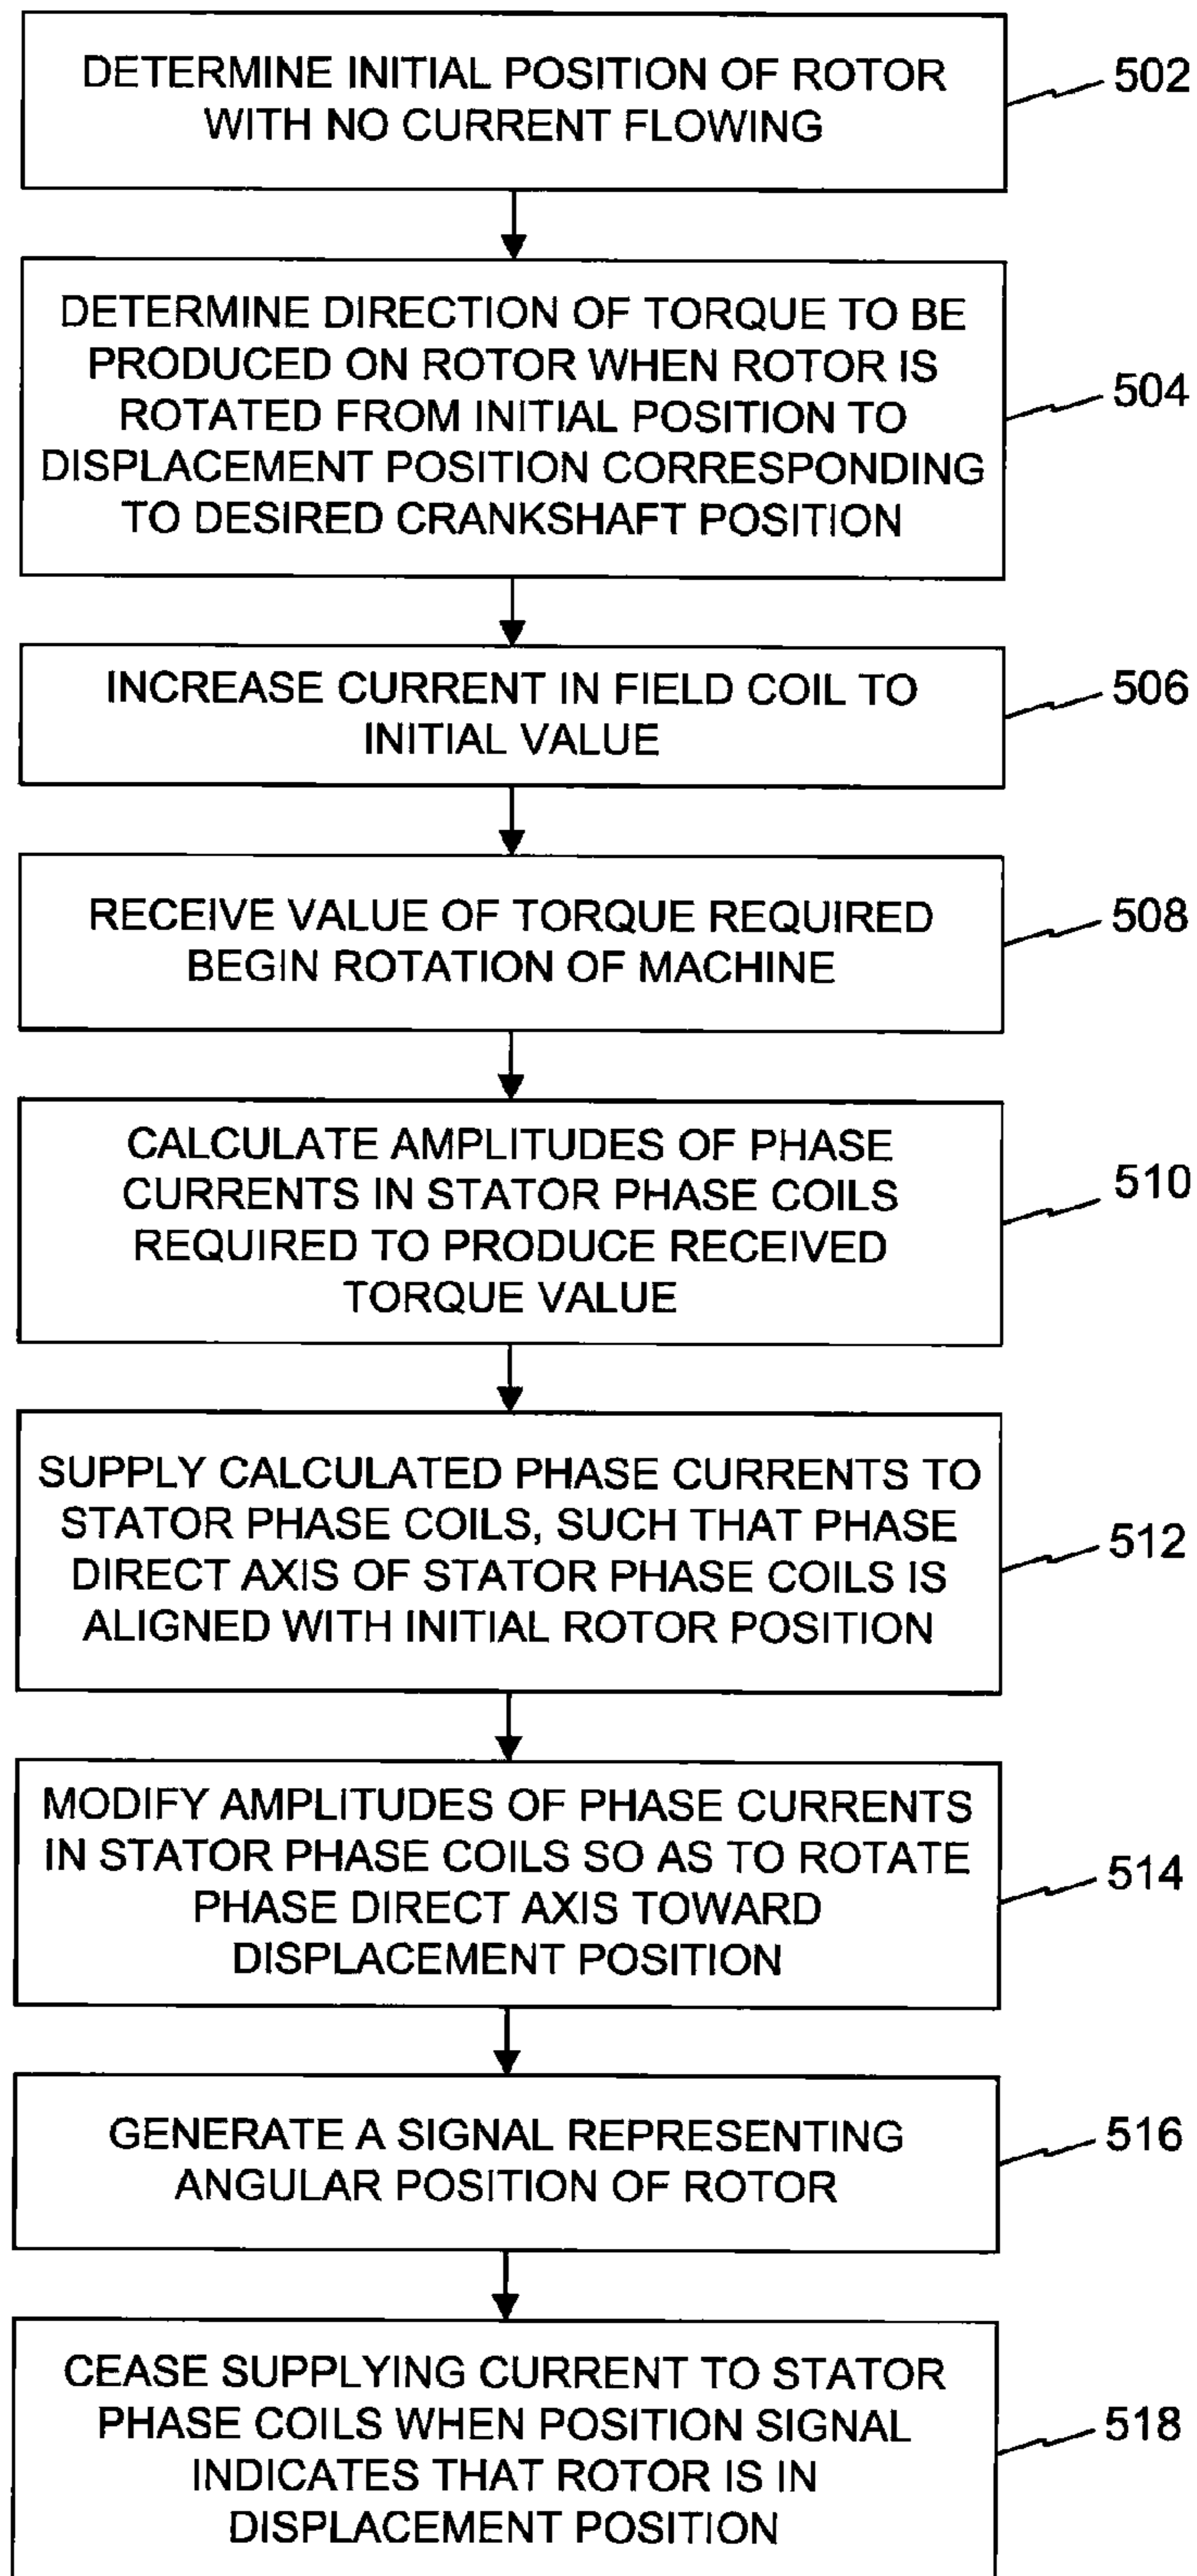 DETERMINE INITIAL POSITION OF ROTOR
WITH NO CURRENT FLOWING
502
DETERMINE DIRECTION OF TORQUE TO BE
PRODUCED ON ROTOR WHEN ROTOR IS
ROTATED FROM INITIAL POSITION TO
DISPLACEMENT POSITION CORRESPONDING
TO DESIRED CRANKSHAFT POSITION
504
INCREASE CURRENT IN FIELD COIL TO
INITIAL VALUE
506
RECEIVE VALUE OF TORQUE REQUIRED
BEGIN ROTATION OF MACHINE
508
CALCULATE AMPLITUDES OF PHASE
CURRENTS IN STATOR PHASE COILS
REQUIRED TO PRODUCE RECEIVED
TORQUE VALUE
510
SUPPLY CALCULATED PHASE CURRENTS TO
STATOR PHASE COILS, SUCH THAT PHASE
DIRECT AXIS OF STATOR PHASE COILS IS
ALIGNED WITH INITIAL ROTOR POSITION
512
MODIFY AMPLITUDES OF PHASE CURRENTS
IN STATOR PHASE COILS SO AS TO ROTATE
PHASE DIRECT AXIS TOWARD
DISPLACEMENT POSITION
514
GENERATE A SIGNAL REPRESENTING
ANGULAR POSITION OF ROTOR
516
CEASE SUPPLYING CURRENT TO STATOR
PHASE COILS WHEN POSITION SIGNAL
INDICATES THAT ROTOR IS IN
DISPLACEMENT POSITION
518